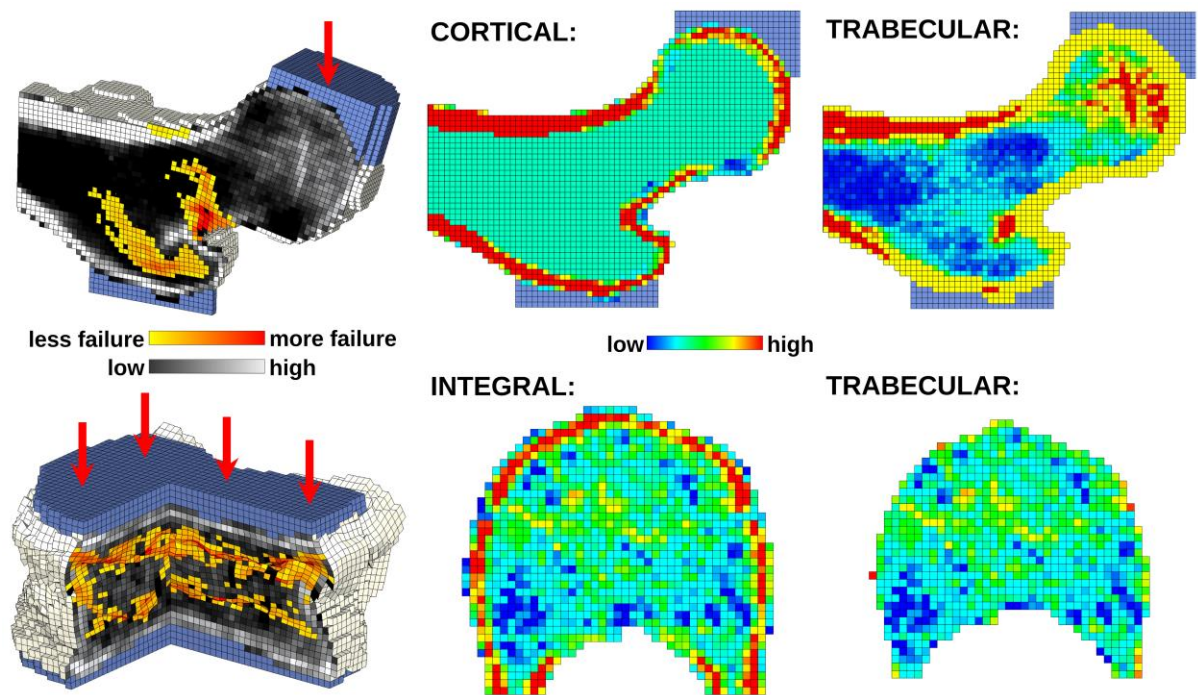 CORTICAL:
TRABECULAR:
less failure more failure
low high
low high
INTEGRAL:
TRABECULAR: